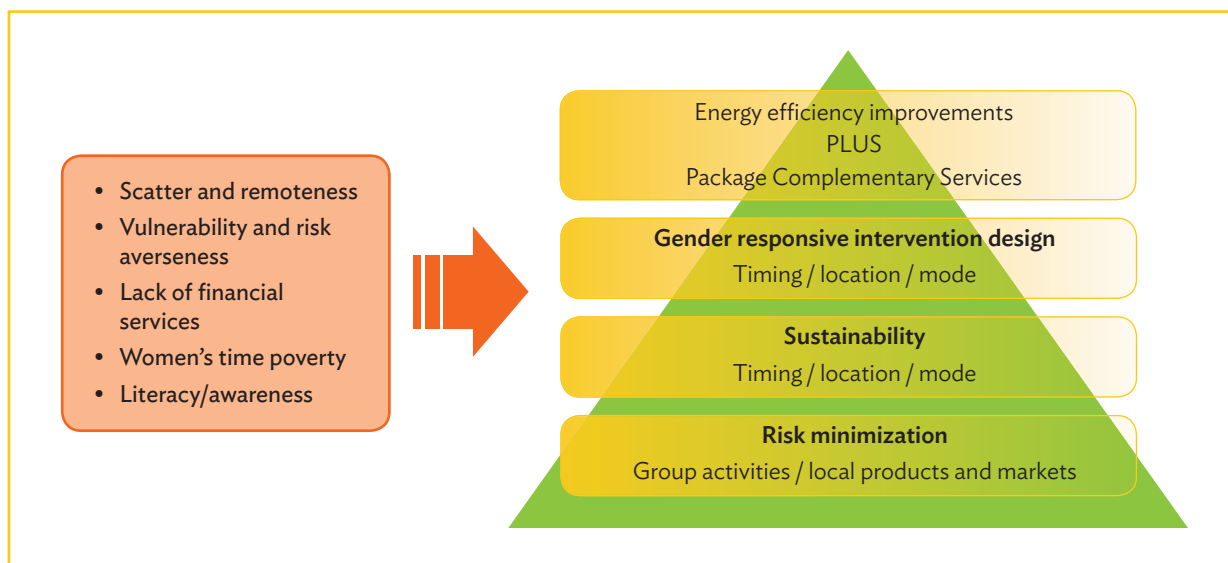 • Scatter and remoteness
• Vulnerability and risk
averseness
• Lack of financial
services
• Women’s time poverty
• Literacy/awareness
Energy efficiency improvements
PLUS
Package Complementary Services
Gender responsive intervention design
Timing / location / mode
Sustainability
Timing / location / mode
Risk minimization
Group activities / local products and markets